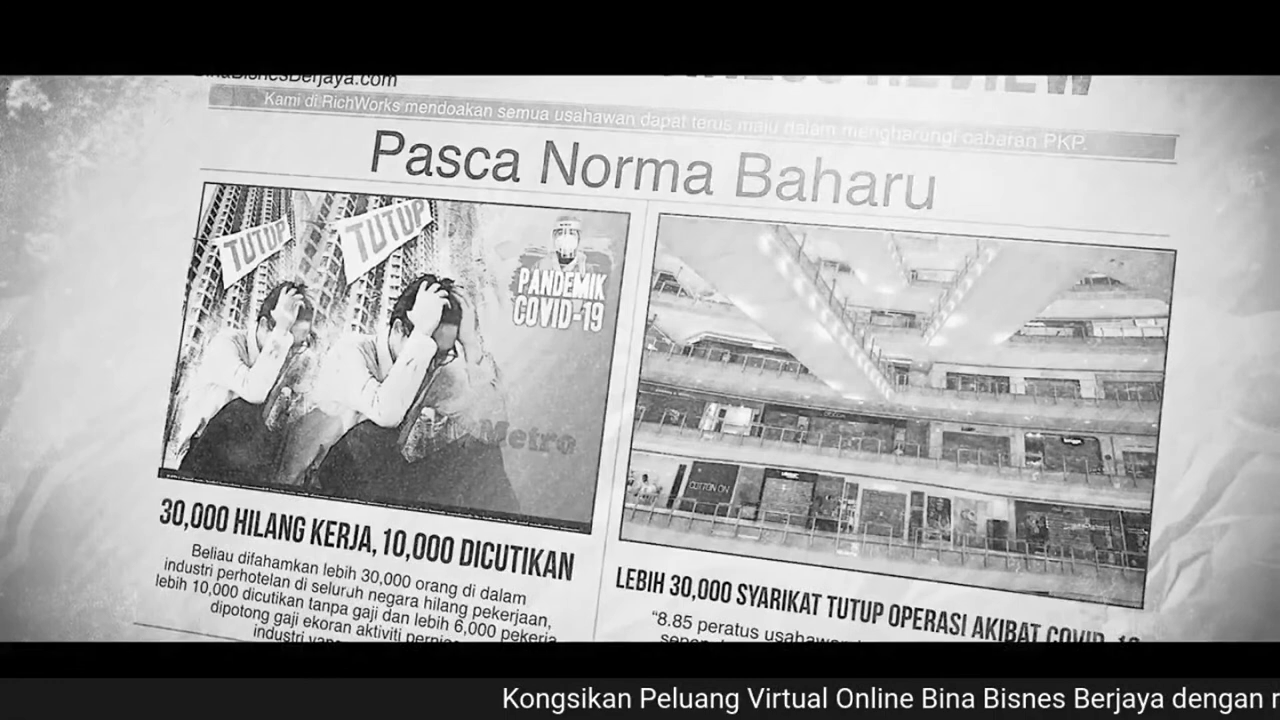 BinaBisnesBerjaya.com
REVIEW
Kami di RichWorks mendoakan semua usahawan dapat terus maju dalam mengharungi cabaran PKP.
Pasca Norma Baharu
TUTUP
TUTUP
PANDEMIK
COVID-19
Metro
COTTON ON
30,000 HILANG KERJA, 10,000 DICUTIKAN
Beliau difahamkan lebih 30,000 orang di dalam
industri perhotelan di seluruh negara hilang pekerjaan,
lebih 10,000 dicutikan tanpa gaji dan lebih 6,000 pekerja
dipotong gaji ekoran aktiviti
industri
LEBIH 30,000 SYARIKAT TUTUP OPERASI AKIBAT COVID-19
"8.85 peratus
Kongsikan Peluang Virtual Online Bina Bisnes Berjaya dengan